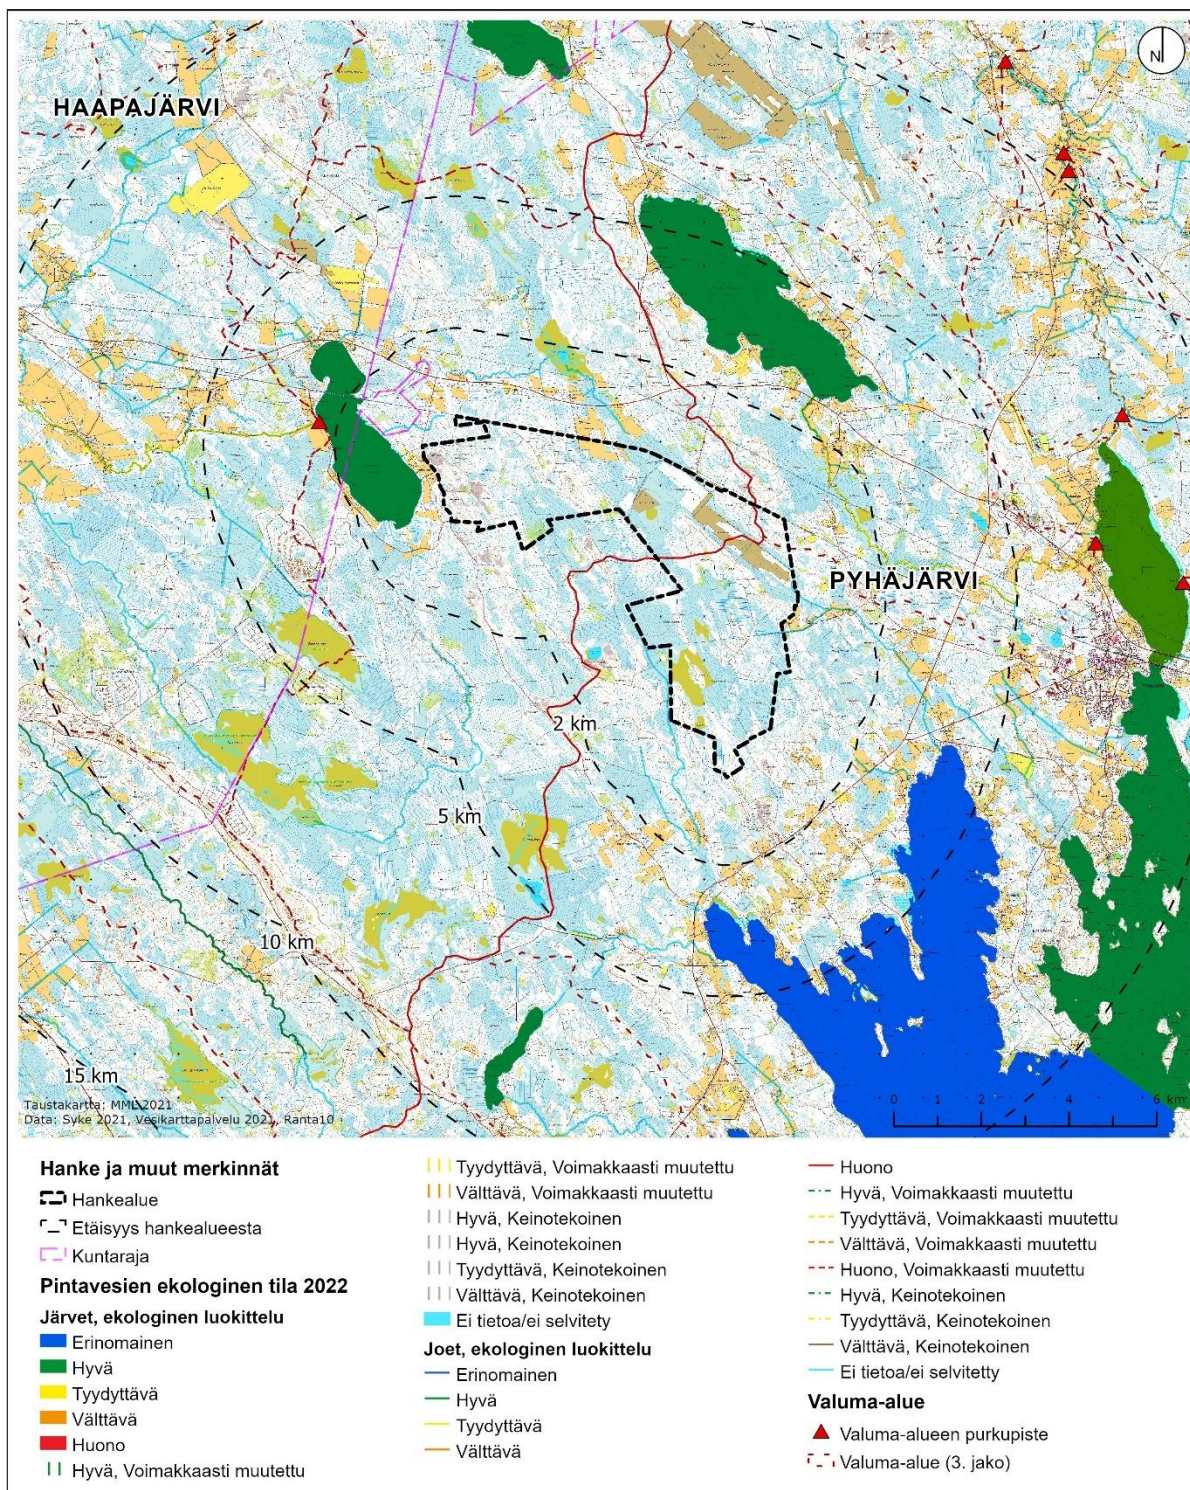 N
HAAPAJÄRVI
PYHÄJÄRVI
2 km
5 km
10 km
15 km
Taustakartta: MML 2021
Data: Syke 2021, Vesikarttapalvelu 2021, Ranta10
0 1 2 4 6 km
Hanke ja muut merkinnät
Hankealue
Etäisyys hankealueesta
Kuntaraja
Pintavesien ekologinen tila 2022
Järvet, ekologinen luokittelu
Erinomainen
Hyvä
Tyydyttävä
Välttävä
Huono
Hyvä, Voimakkaasti muutettu
Tyydyttävä, Voimakkaasti muutettu
Välttävä, Voimakkaasti muutettu
Hyvä, Keinotekoinen
Hyvä, Keinotekoinen
Tyydyttävä, Keinotekoinen
Välttävä, Keinotekoinen
Ei tietoa/ei selvitety
Joet, ekologinen luokittelu
Erinomainen
Hyvä
Tyydyttävä
Välttävä
Huono
Hyvä, Voimakkaasti muutettu
Tyydyttävä, Voimakkaasti muutettu
Välttävä, Voimakkaasti muutettu
Huono, Voimakkaasti muutettu
Hyvä, Keinotekoinen
Tyydyttävä, Keinotekoinen
Välttävä, Keinotekoinen
Ei tietoa/ei selvitetty
Valuma-alue
Valuma-alueen purkupiste
Valuma-alue (3. jako)